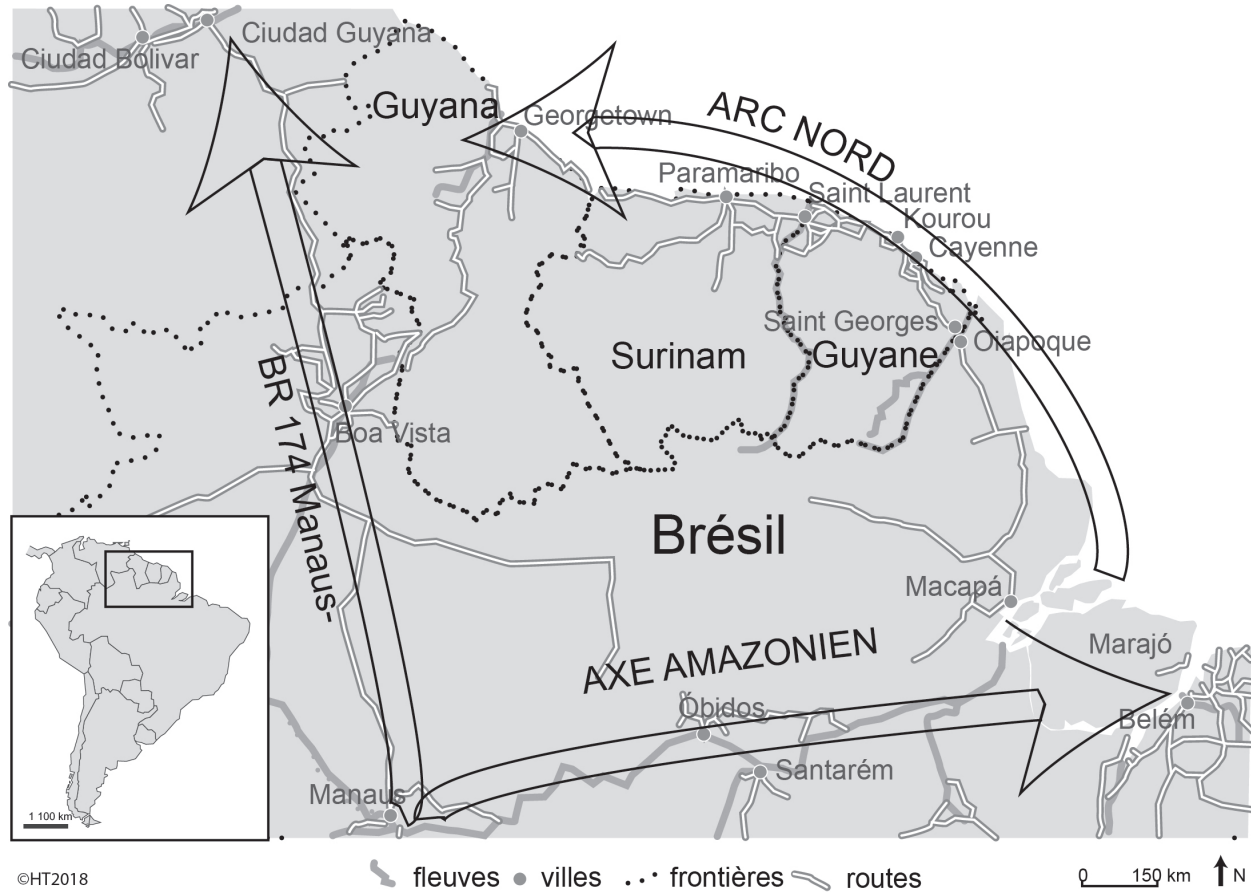 Ciudad Guyana
Ciudad Bólivar
Guyana
Georgetown
ARC NORD
Paramaribo
Saint Laurent
Kourou
Cayenne
Saint Georges
Oiapoque
Surinam
Guyane
BR 174 Manaus-
Boa Vista
Brésil
Macapá
AXE AMAZONIEN
Marajó
Óbidos
Belém
Santarém
Manaus
1 100 km
©HT2018
fleuves
villes
frontières
routes
0 150 km
N